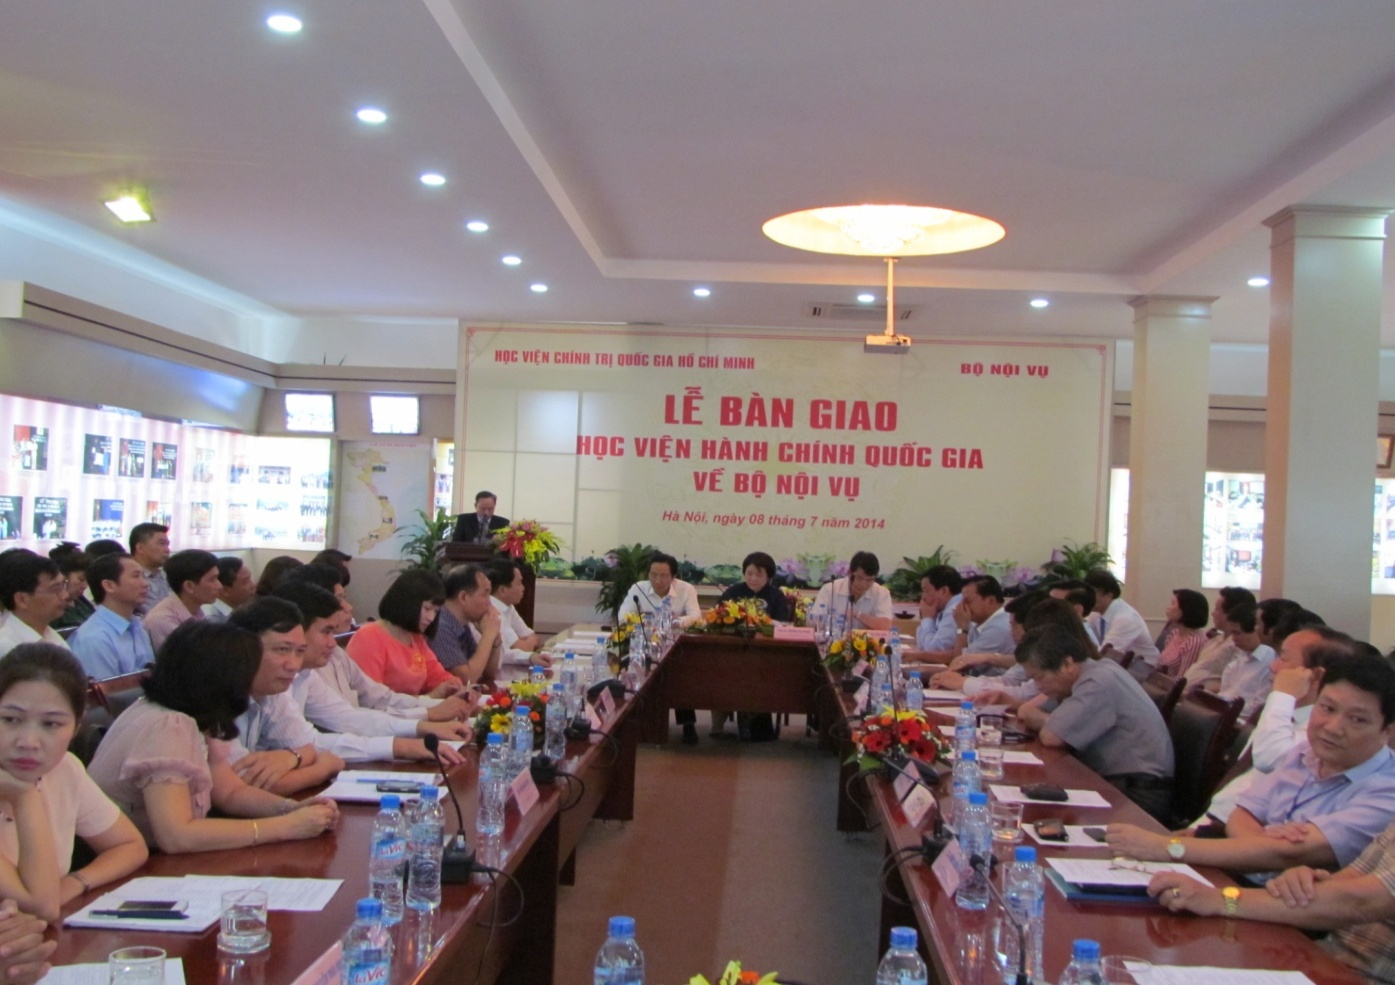 HỌC VIỆN CHÍNH TRỊ QUỐC GIA HỒ CHÍ MINH
BỘ NỘI VỤ
LỄ BÀN GIAO
HỌC VIỆN HÀNH CHÍNH QUỐC GIA
VỀ BỘ NỘI VỤ
Hà Nội, ngày 08 tháng 7 năm 2014
LaVie